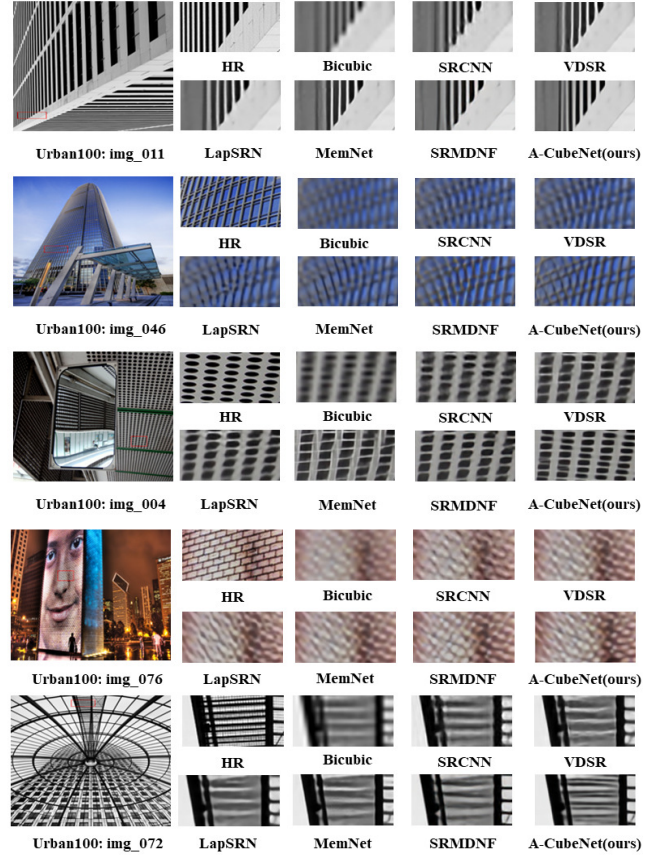 HR Bicubic SRCNN VDSR
Urban100: img_011 LapSRN MemNet SRMDNF A-CubeNet(ours)
HR Bicubic SRCNN VDSR
Urban100: img_046 LapSRN MemNet SRMDNF A-CubeNet(ours)
HR Bicubic SRCNN VDSR
Urban100: img_004 LapSRN MemNet SRMDNF A-CubeNet(ours)
HR Bicubic SRCNN VDSR
Urban100: img_076 LapSRN MemNet SRMDNF A-CubeNet(ours)
HR Bicubic SRCNN VDSR
Urban100: img_072 LapSRN MemNet SRMDNF A-CubeNet(ours)